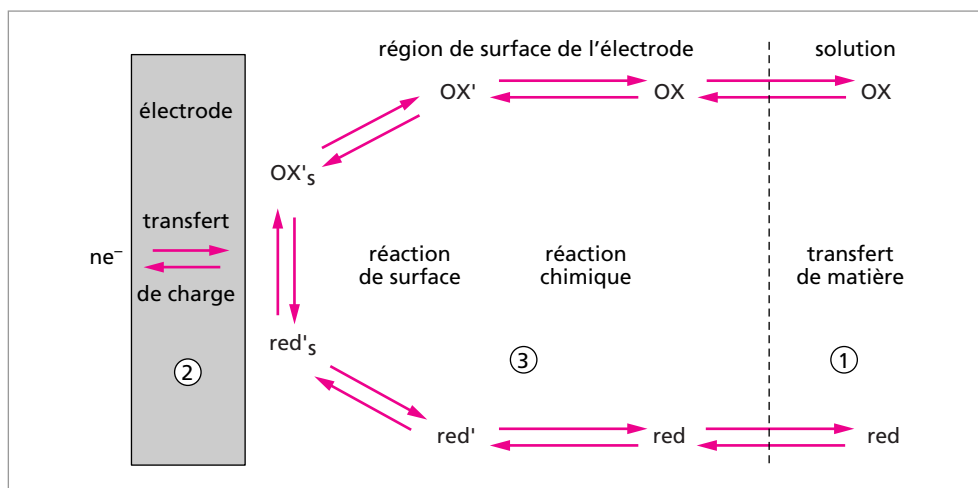 région de surface de l'électrode
solution
OX'
OX
OX
électrode
OX's
transfert
ne⁻
de charge
réaction
de surface
réaction
chimique
transfert
de matière
red's
2
3
1
red'
red
red